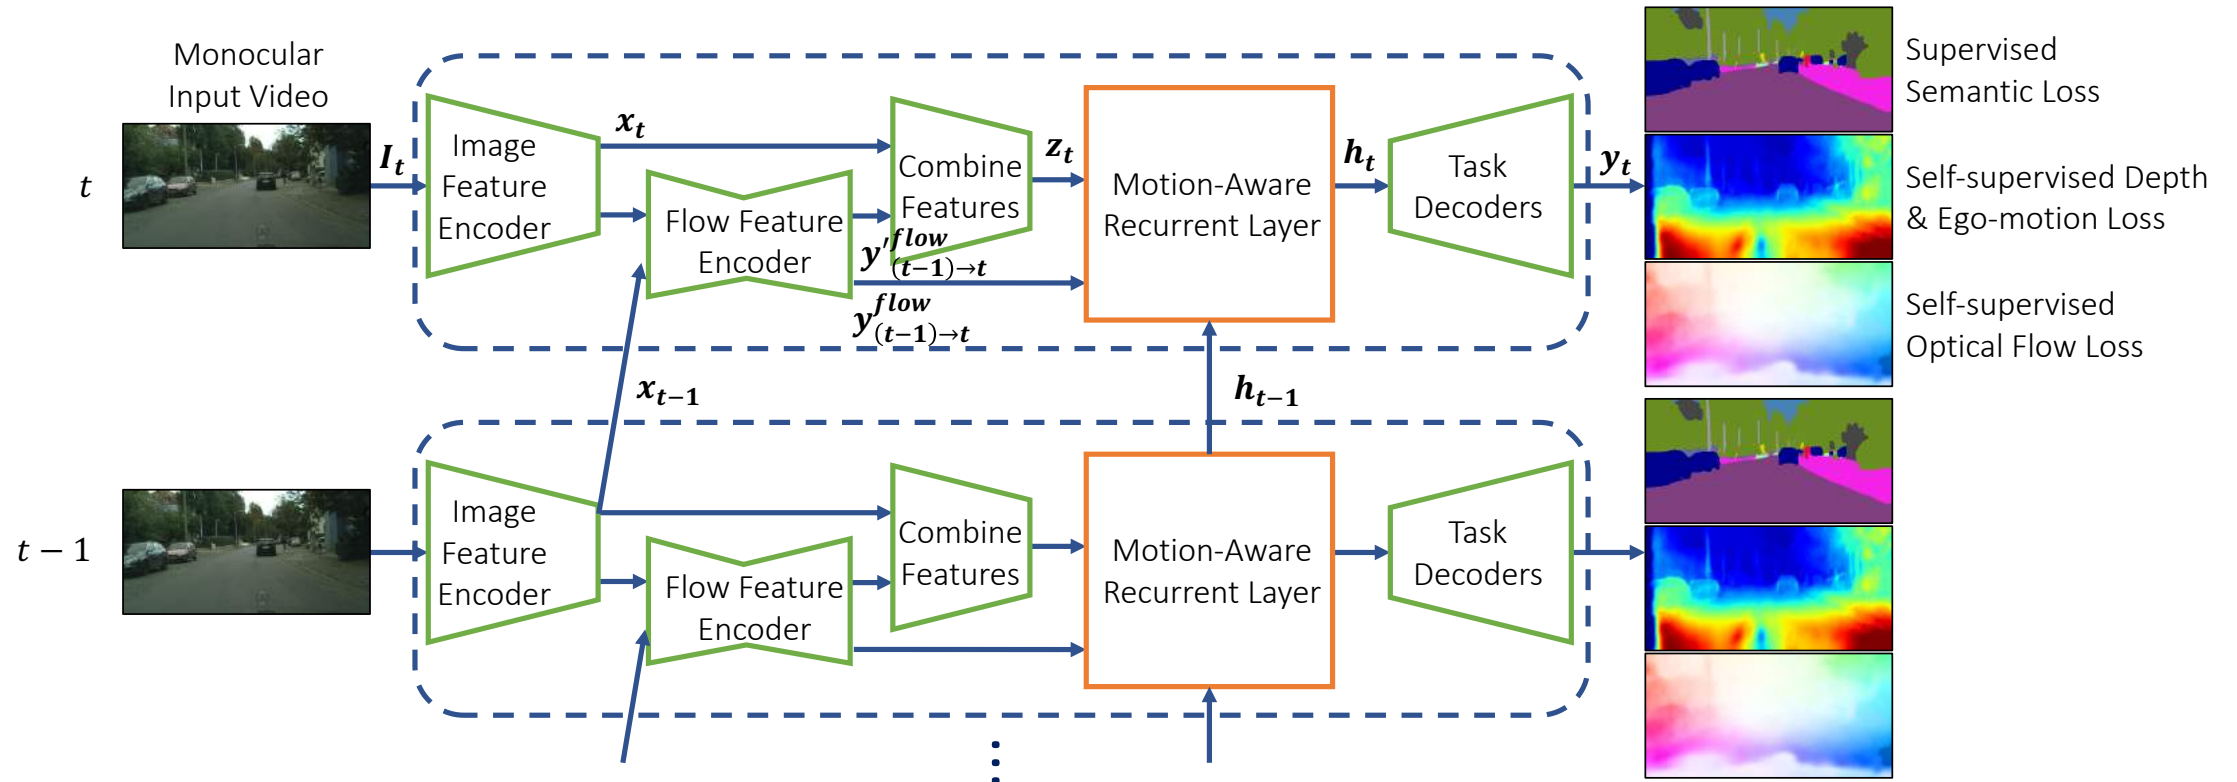 Monocular
Input Video
t
I_t
Image
Feature
Encoder
x_t
Flow Feature
Encoder
Combine
Features
y'^{flow}_{(t−1)→t}
y^{flow}_{(t−1)→t}
z_t
Motion-Aware
Recurrent Layer
h_t
Task
Decoders
y_t
Supervised
Semantic Loss
Self-supervised Depth
& Ego-motion Loss
Self-supervised
Optical Flow Loss
x_{t−1}
h_{t−1}
t − 1
Image
Feature
Encoder
Flow Feature
Encoder
Combine
Features
Motion-Aware
Recurrent Layer
Task
Decoders